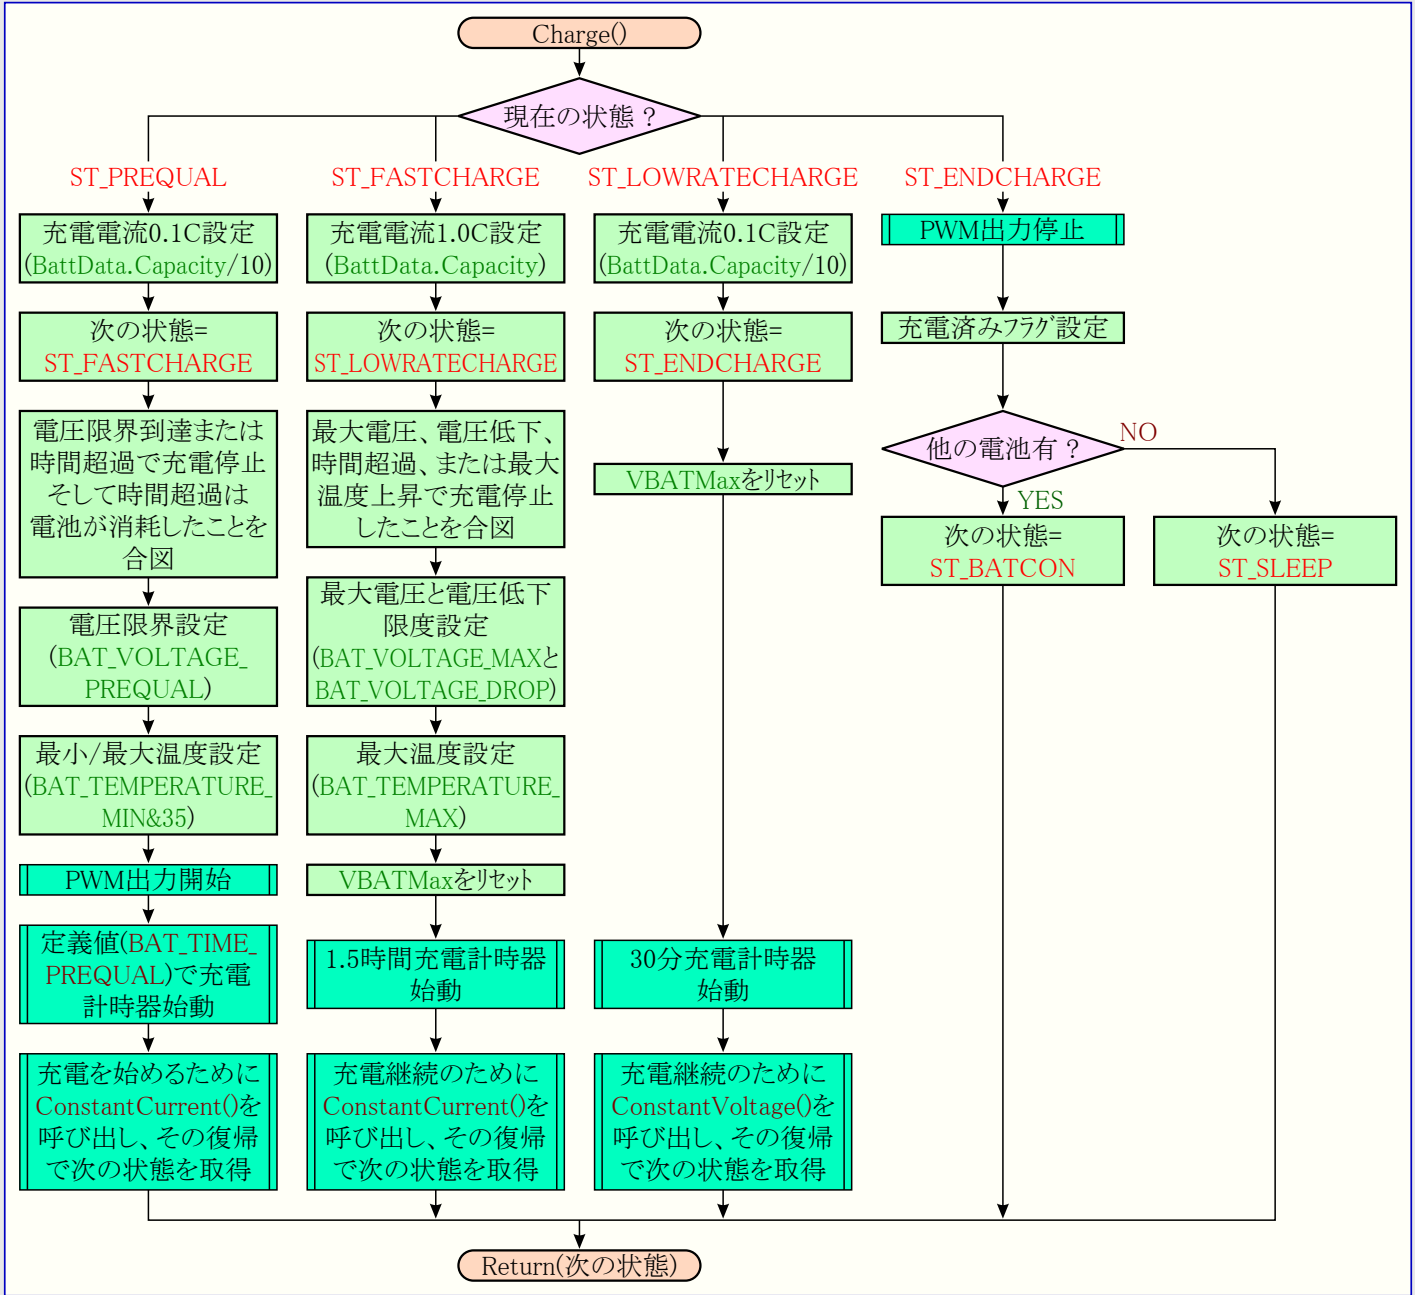 Charge()
現在の状態？
ST_PREQUAL
充電電流0.1C設定
(BattData.Capacity/10)
次の状態=
ST_FASTCHARGE
電圧限界到達または
時間超過で充電停止
そして時間超過は
電池が消耗したことを
合図
電圧限界設定
(BAT_VOLTAGE_
PREQUAL)
最小/最大温度設定
(BAT_TEMPERATURE_
MIN&35)
PWM出力開始
定義値(BAT_TIME_
PREQUAL)で充電
計時器始動
充電を始めるために
ConstantCurrent()を
呼び出し、その復帰
で次の状態を取得
ST_FASTCHARGE
充電電流1.0C設定
(BattData.Capacity)
次の状態=
ST_LOWRATECHARGE
最大電圧、電圧低下、
時間超過、または最大
温度上昇で充電停止
したことを合図
最大電圧と電圧低下
限度設定
(BAT_VOLTAGE_MAXと
BAT_VOLTAGE_DROP)
最大温度設定
(BAT_TEMPERATURE_
MAX)
VBATMaxをリセット
1.5時間充電計時器
始動
充電継続のために
ConstantCurrent()を
呼び出し、その復帰
で次の状態を取得
ST_LOWRATECHARGE
充電電流0.1C設定
(BattData.Capacity/10)
次の状態=
ST_ENDCHARGE
VBATMaxをリセット
30分充電計時器
始動
充電継続のために
ConstantVoltage()を
呼び出し、その復帰
で次の状態を取得
ST_ENDCHARGE
PWM出力停止
充電済みフラグ設定
他の電池有？
NO
YES
次の状態=
ST_BATCON
次の状態=
ST_SLEEP
Return(次の状態)